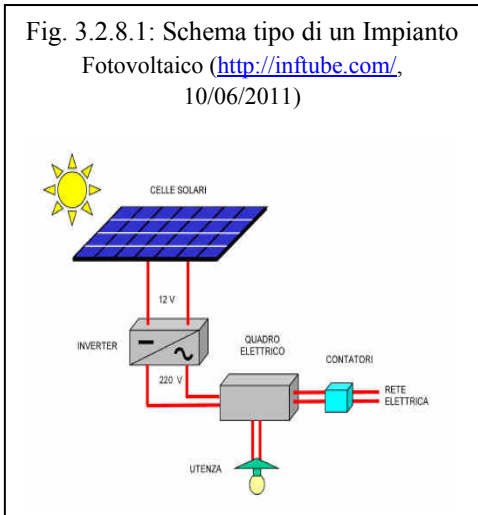 Fig. 3.2.8.1: Schema tipo di un Impianto
Fotovoltaico (http://inftube.com/,
10/06/2011)
CELLE SOLARI
12 V
INVERTER
220 V
QUADRO
ELETTRICO
CONTATORI
RETE
ELETTRICA
UTENZA